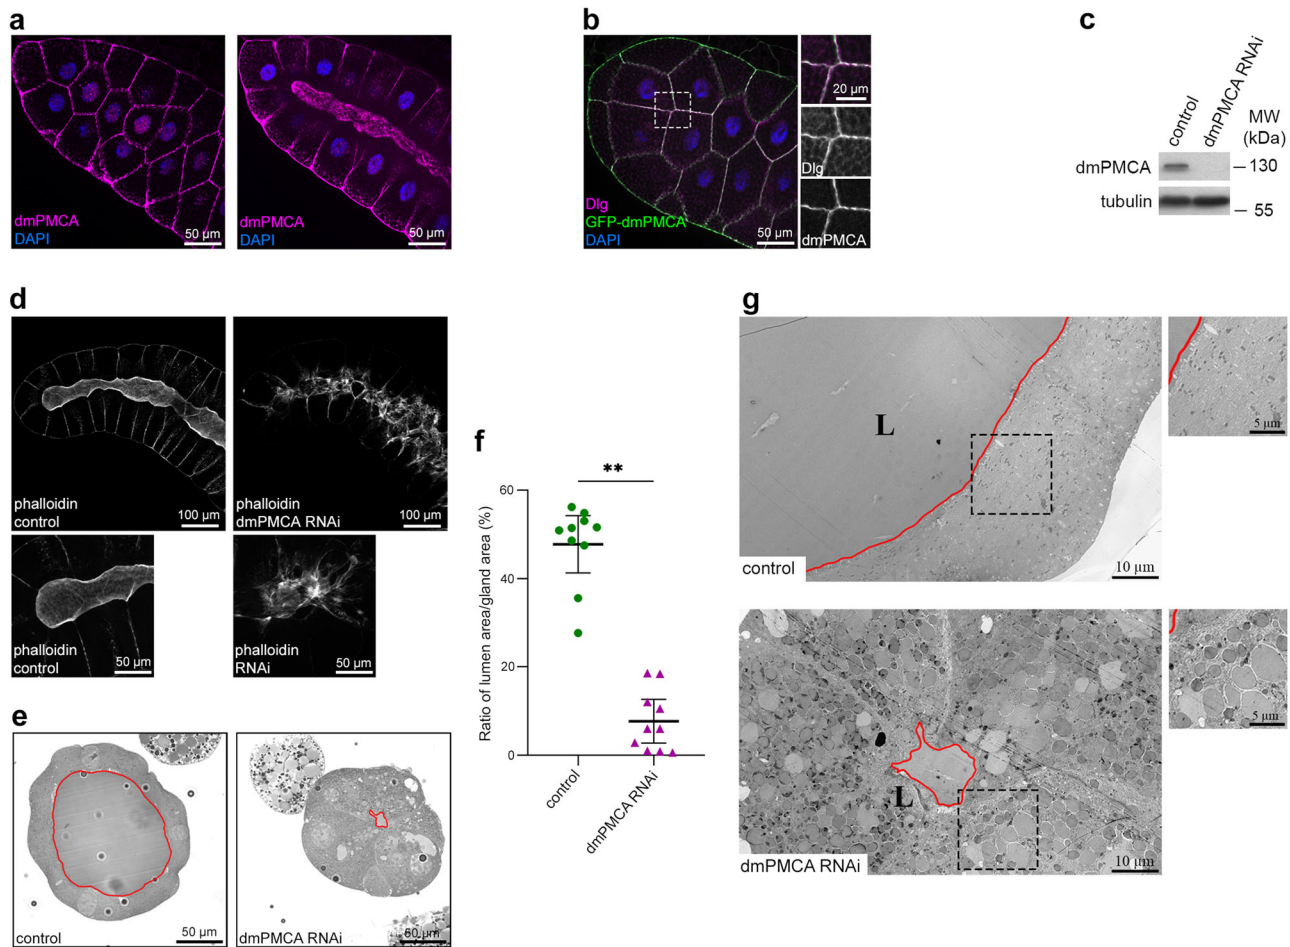 a
dmPMCA
DAPI
50 µm
dmPMCA
DAPI
50 µm
b
Dlg
GFP-dmPMCA
DAPI
50 µm
20 µm
Dlg
dmPMCA
c
control
dmPMCA RNAi
MW
(kDa)
dmPMCA
130
tubulin
55
d
phalloidin
control
100 µm
phalloidin
dmPMCA RNAi
100 µm
phalloidin
control
50 µm
phalloidin
RNAi
50 µm
e
control
50 µm
dmPMCA RNAi
50 µm
f
**
Ratio of lumen area/gland area (%)
60
40
20
0
control
dmPMCA RNAi
g
L
control
10 µm
5 µm
L
dmPMCA RNAi
10 µm
5 µm